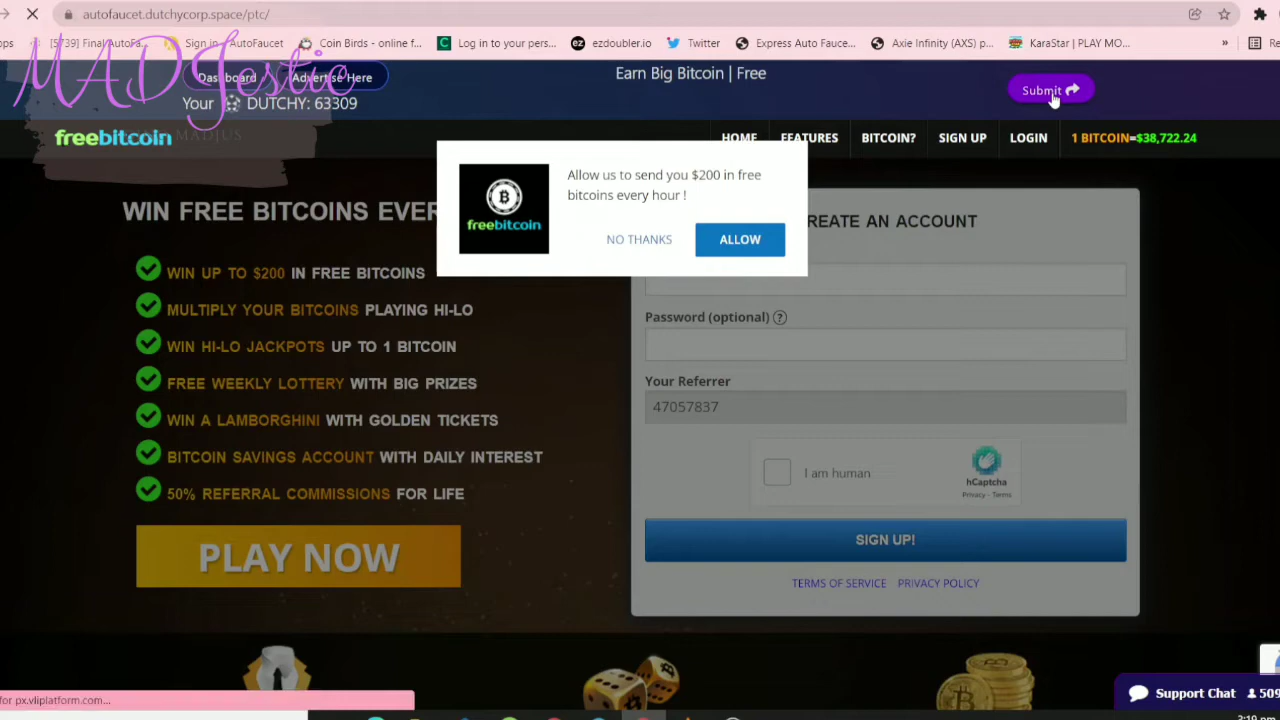 autofaucet.dutchycorp.space/ptc/
[$739] FinalAutoFa...
Sign in - AutoFaucet
Coin Birds - online f...
Log in to your pers...
ezdoubler.io
Twitter
Express Auto Fauce...
Axie Infinity (AXS) p...
KaraStar | PLAY MO...
»
MADJestic
MADJUS
Dashboard
Advertise Here
Your DUTCHY: 63309
Earn Big Bitcoin | Free
Submit
freebitcoin
HOME
FEATURES
BITCOIN?
SIGN UP
LOGIN
1 BITCOIN=$38,722.24
freebitcoin
Allow us to send you $200 in free
bitcoins every hour !
NO THANKS
ALLOW
WIN FREE BITCOINS EVER
WIN UP TO $200 IN FREE BITCOINS
MULTIPLY YOUR BITCOINS PLAYING HI-LO
WIN HI-LO JACKPOTS UP TO 1 BITCOIN
FREE WEEKLY LOTTERY WITH BIG PRIZES
WIN A LAMBORGHINI WITH GOLDEN TICKETS
BITCOIN SAVINGS ACCOUNT WITH DAILY INTEREST
50% REFERRAL COMMISSIONS FOR LIFE
PLAY NOW
REATE AN ACCOUNT
Password (optional) ?
Your Referrer
47057837
I am human
hCaptcha
Privacy - Terms
SIGN UP!
TERMS OF SERVICE
PRIVACY POLICY
for px.vliplatform.com...
Support Chat
509